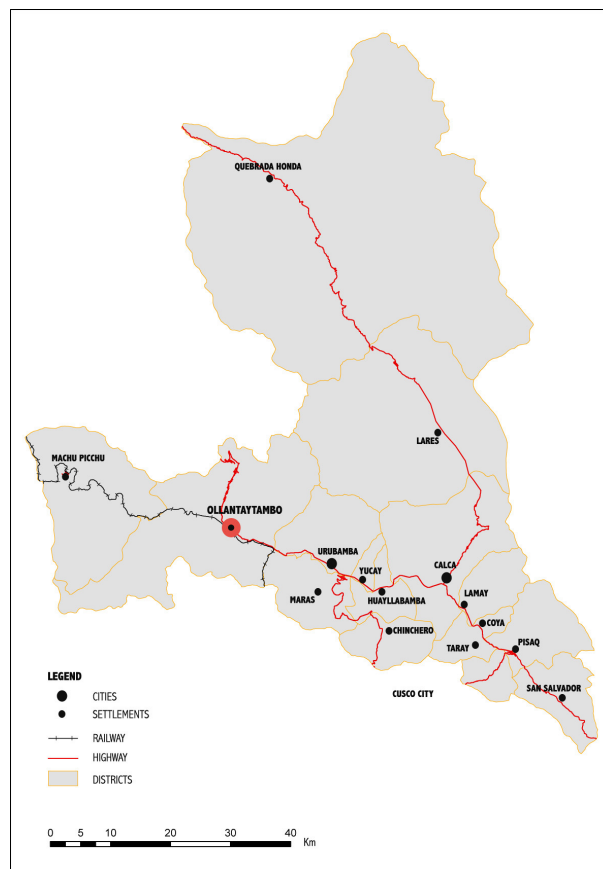 QUEBRADA HONDA
LARES
MACHU PICCHU
OLLANTAYTAMBO
URUBAMBA
YUCAY
CALCA
MARAS
HUAYLLABAMBA
LAMAY
COYA
CHINCHERO
TARAY
PISAQ
SAN SALVADOR
CUSCO CITY
LEGEND
CITIES
SETTLEMENTS
RAILWAY
HIGHWAY
DISTRICTS
0 5 10 20 30 40 Km